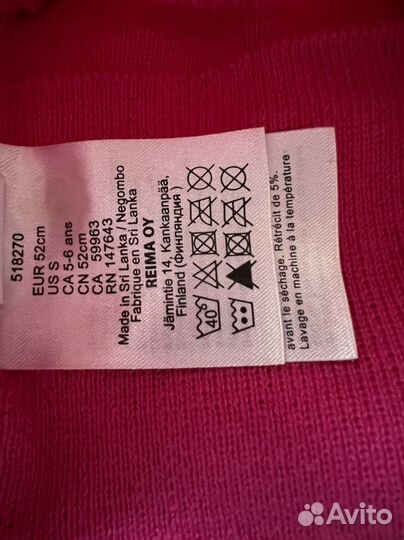 518270
EUR 52cm
US S
CA 5-6 ans
CN 52cm
CA 59963
RN 147643
Made in Sri Lanka / Negombo
Fabrique en Sri Lanka
REIMA OY
Jämintie 14, Kankaanpää,
Finland (Финляндия)
40°
avant le séchage. Rétrécit de 5%.
Lavage en machine à la température
Avito